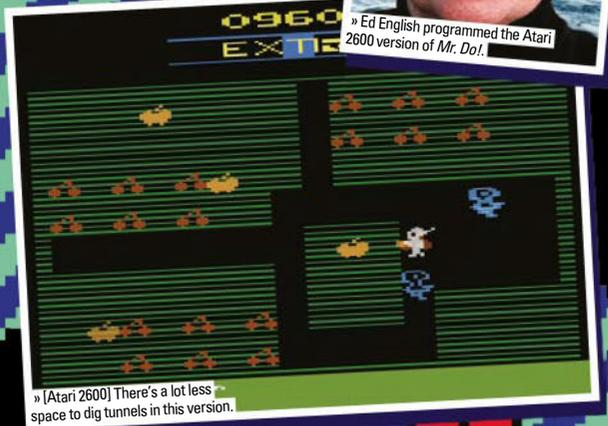 0960
EXT
» Ed English programmed the Atari
2600 version of Mr. Do!.
» [Atari 2600] There's a lot less
space to dig tunnels in this version.